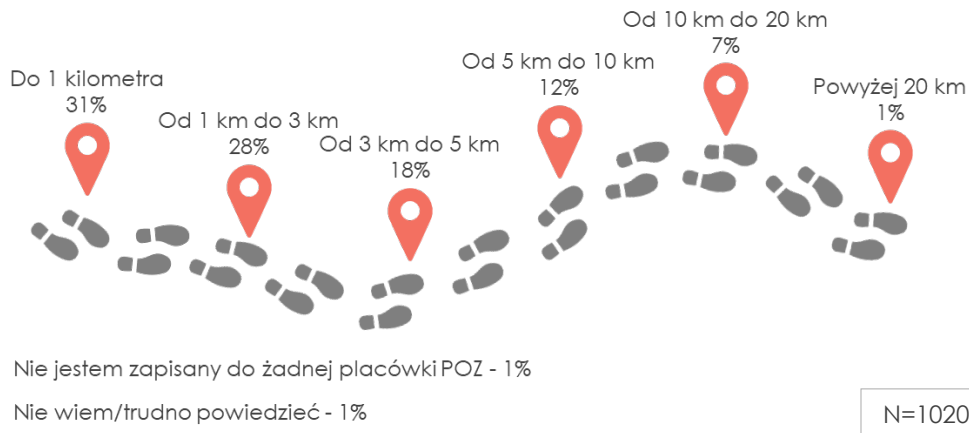 Do 1 kilometra
31%
Od 1 km do 3 km
28%
Od 3 km do 5 km
18%
Od 5 km do 10 km
12%
Od 10 km do 20 km
7%
Powyżej 20 km
1%
Nie jestem zapisany do żadnej placówki POZ - 1%
Nie wiem/trudno powiedzieć - 1%
N=1020